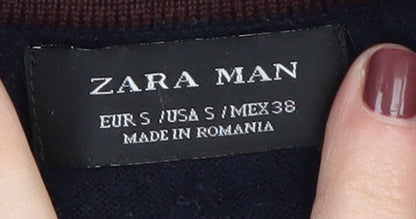 ZARA MAN
EUR S / USA S / MEX 38
MADE IN ROMANIA